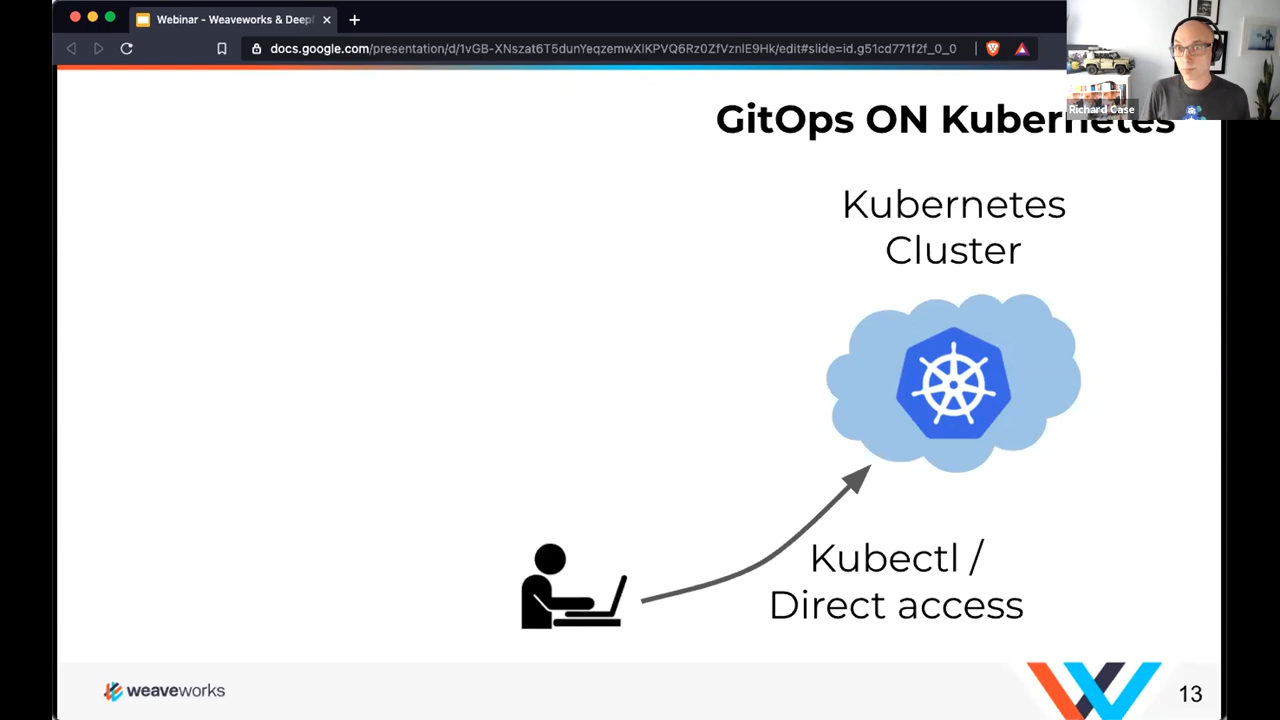 Webinar - Weaveworks & Deep
docs.google.com/presentation/d/1vGB-XNszat6T5dunYeqzemwXlKPVQ6Rz0ZfVznlE9Hk/edit#slide=id.g51cd771f2f_0_0
Richard Case
GitOps ON Kubernetes
Kubernetes
Cluster
Kubectl /
Direct access
weaveworks
13